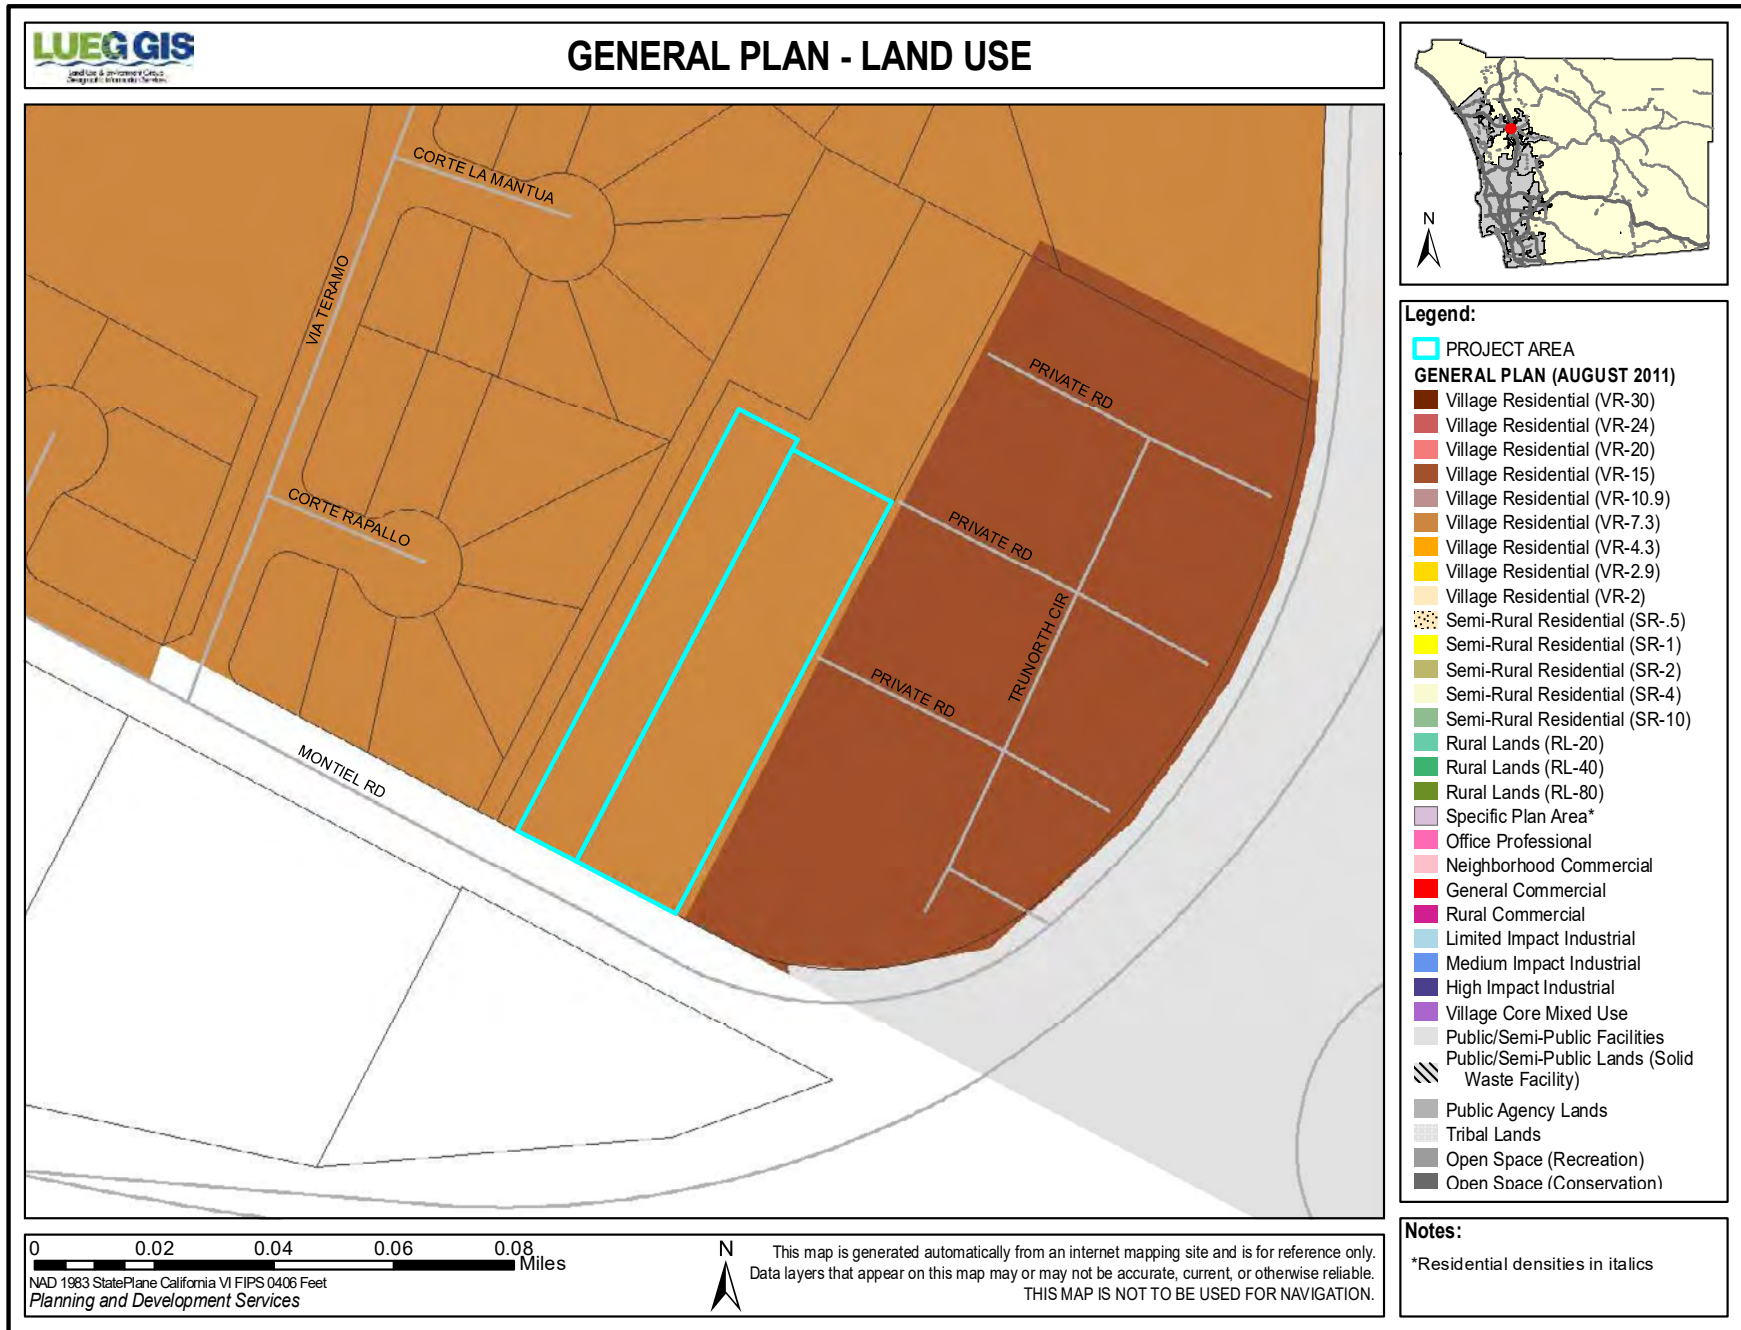 LUEG GIS
Land Use & Environment Group
Geographic Information Services
GENERAL PLAN - LAND USE
CORTE LA MANTUA
VIA TERAMO
CORTE RAPALLO
MONTIEL RD
PRIVATE RD
PRIVATE RD
PRIVATE RD
TRUNORTH CIR
N
Legend:
PROJECT AREA
GENERAL PLAN (AUGUST 2011)
Village Residential (VR-30)
Village Residential (VR-24)
Village Residential (VR-20)
Village Residential (VR-15)
Village Residential (VR-10.9)
Village Residential (VR-7.3)
Village Residential (VR-4.3)
Village Residential (VR-2.9)
Village Residential (VR-2)
Semi-Rural Residential (SR-.5)
Semi-Rural Residential (SR-1)
Semi-Rural Residential (SR-2)
Semi-Rural Residential (SR-4)
Semi-Rural Residential (SR-10)
Rural Lands (RL-20)
Rural Lands (RL-40)
Rural Lands (RL-80)
Specific Plan Area*
Office Professional
Neighborhood Commercial
General Commercial
Rural Commercial
Limited Impact Industrial
Medium Impact Industrial
High Impact Industrial
Village Core Mixed Use
Public/Semi-Public Facilities
Public/Semi-Public Lands (Solid
Waste Facility)
Public Agency Lands
Tribal Lands
Open Space (Recreation)
Open Space (Conservation)
0 0.02 0.04 0.06 0.08
Miles
NAD 1983 StatePlane California VI FIPS 0406 Feet
Planning and Development Services
N
This map is generated automatically from an internet mapping site and is for reference only.
Data layers that appear on this map may or may not be accurate, current, or otherwise reliable.
THIS MAP IS NOT TO BE USED FOR NAVIGATION.
Notes:
*Residential densities in italics